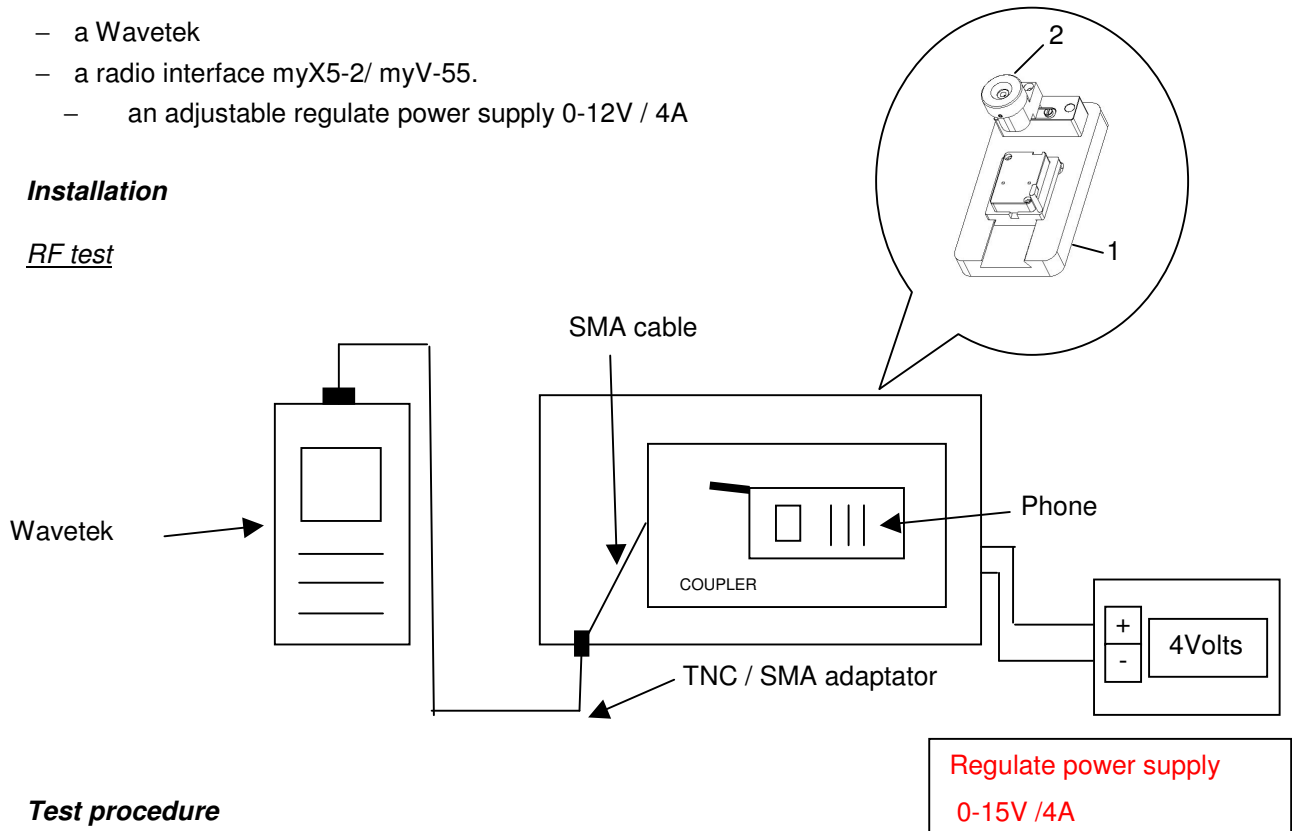 – a Wavetek
– a radio interface myX5-2/ myV-55.
– an adjustable regulate power supply 0-12V / 4A
2
Installation
RF test
1
SMA cable
Phone
Wavetek
COUPLER
+
4Volts
-
TNC / SMA adaptator
Regulate power supply
0-15V /4A
Test procedure